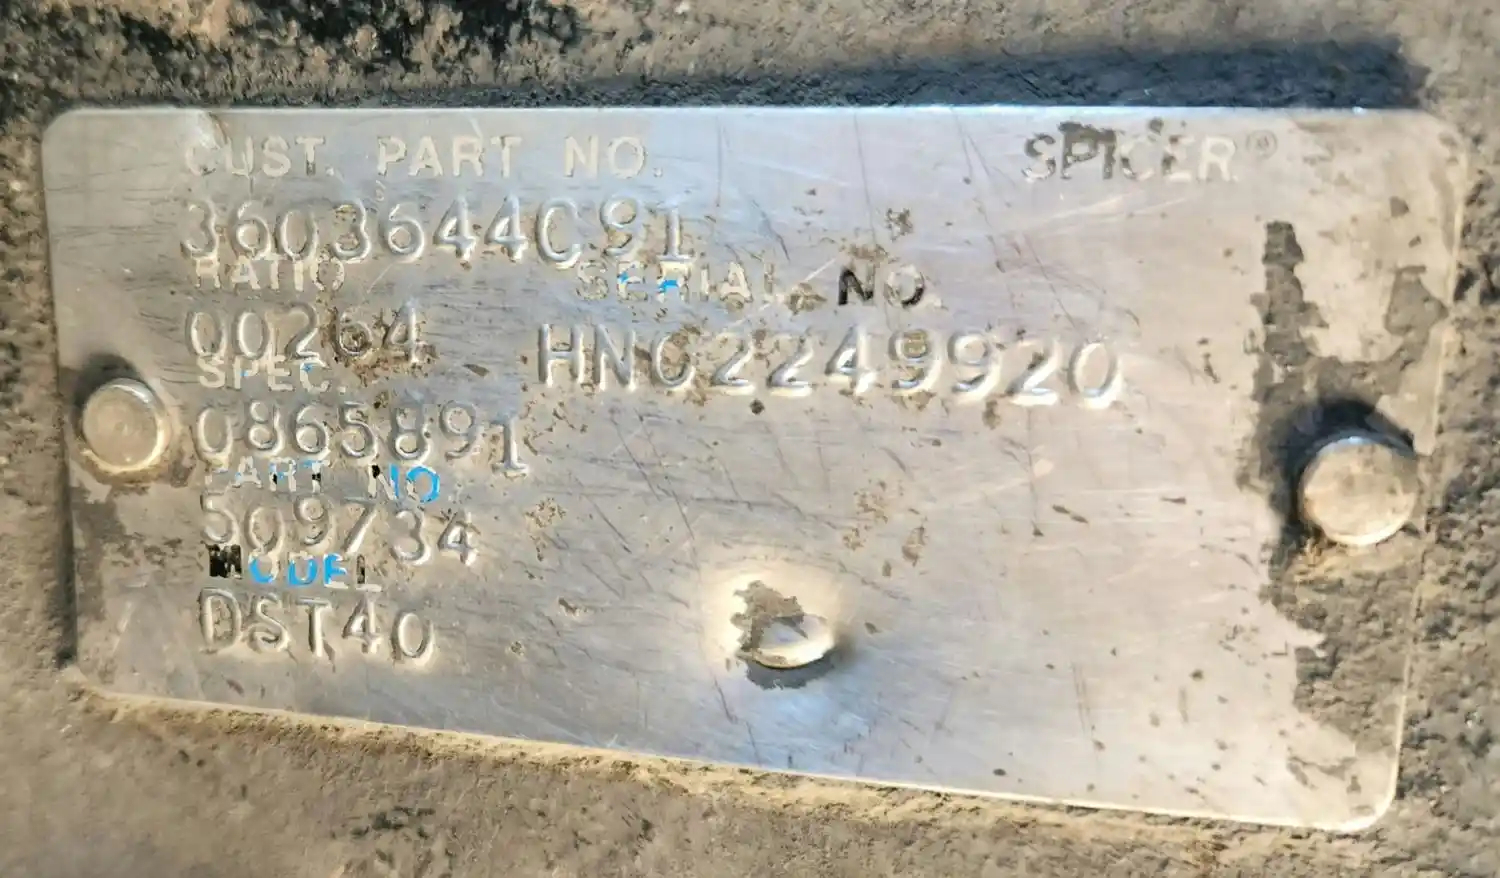 CUST. PART NO. SPICER®
3603644C91
RATIO SERIAL NO.
00264 HNC2249920
SPEC.
0865891
PART NO.
509734
MODEL
DST40